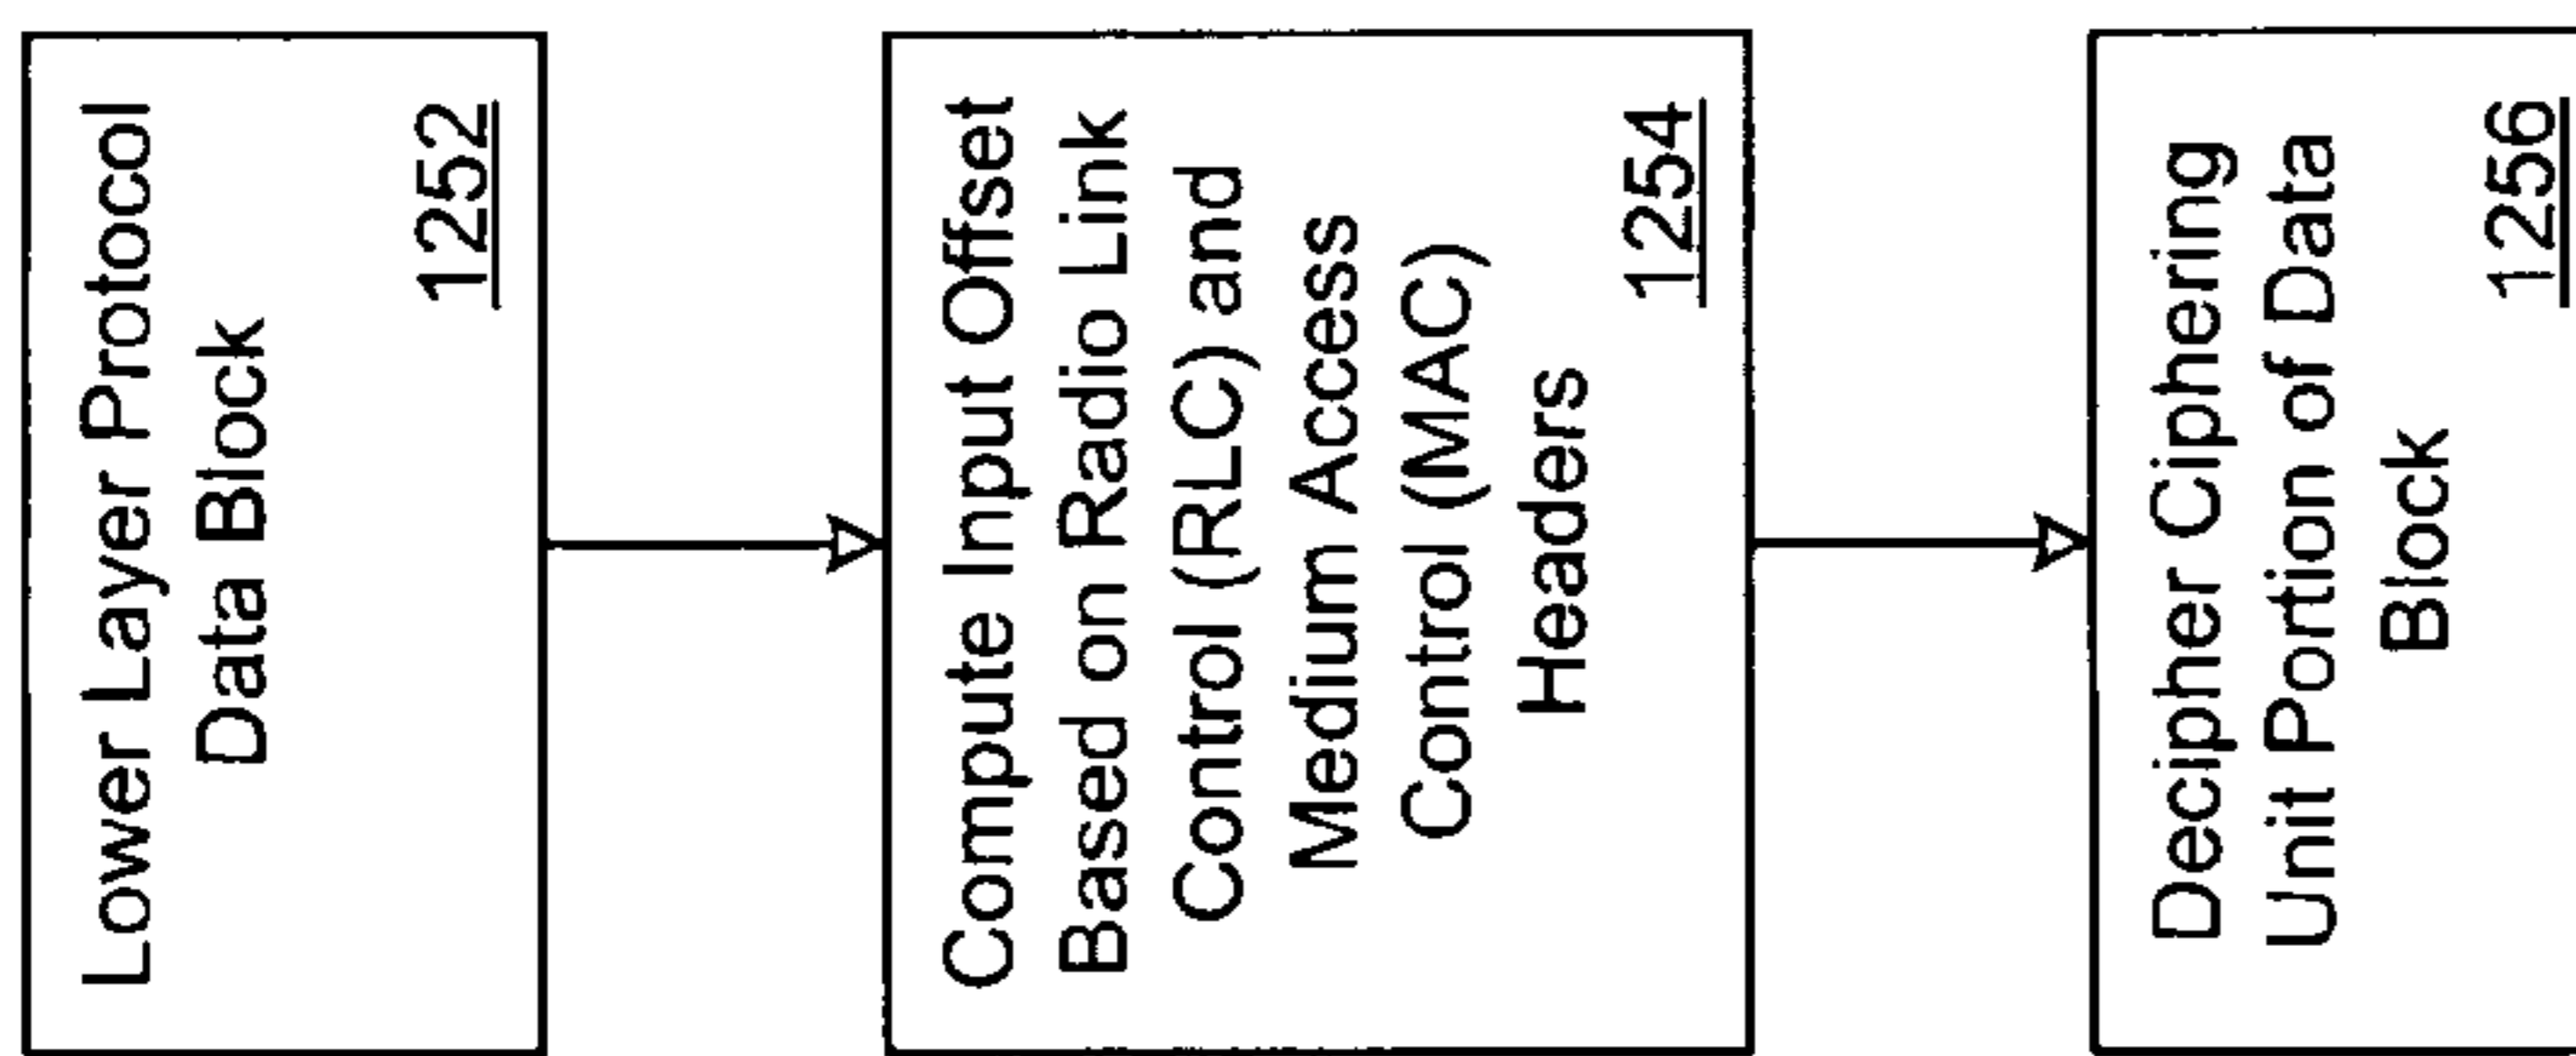 Lower Layer Protocol
Data Block
1252
Compute Input Offset
Based on Radio Link
Control (RLC) and
Medium Access
Control (MAC)
Headers
1254
Decipher Ciphering
Unit Portion of Data
Block
1256